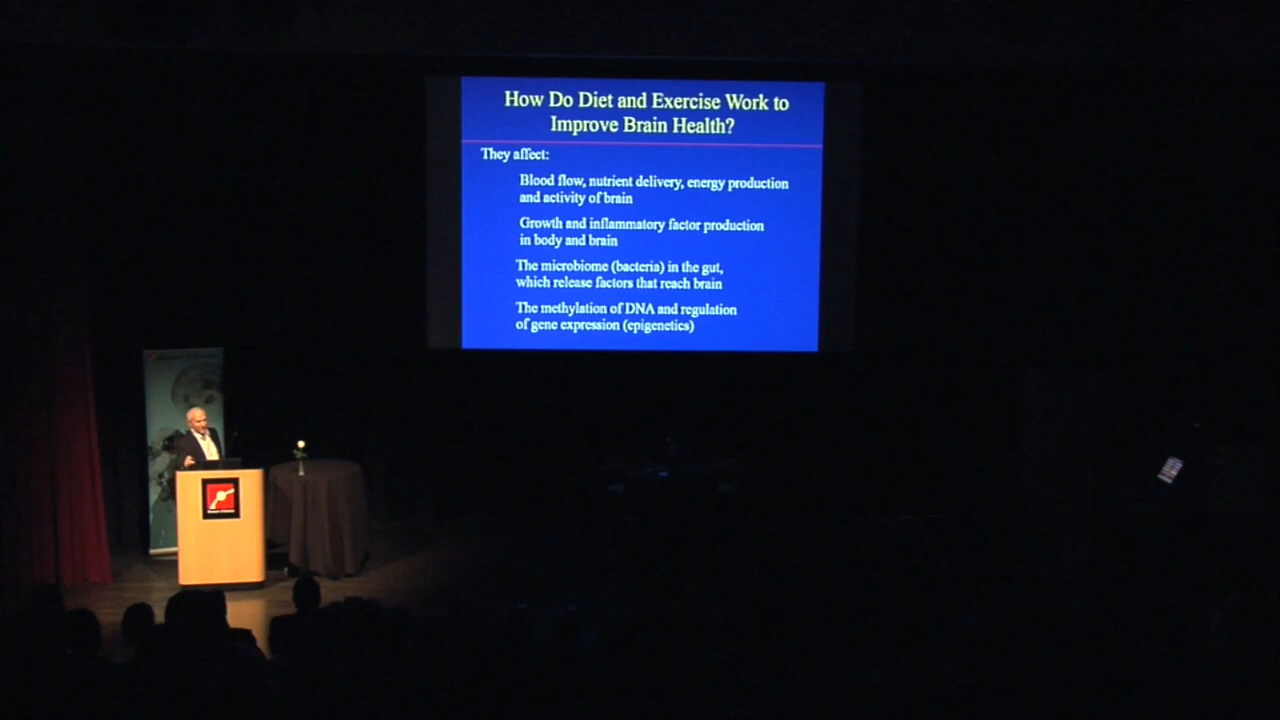 How Do Diet and Exercise Work to
Improve Brain Health?
They affect:
Blood flow, nutrient delivery, energy production
and activity of brain
Growth and inflammatory factor production
in body and brain
The microbiome (bacteria) in the gut,
which release factors that reach brain
The methylation of DNA and regulation
of gene expression (epigenetics)